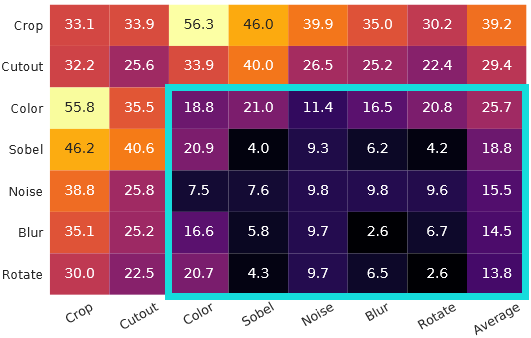 Crop 33.1 33.9 56.3 46.0 39.9 35.0 30.2 39.2
Cutout 32.2 25.6 33.9 40.0 26.5 25.2 22.4 29.4
Color 55.8 35.5 18.8 21.0 11.4 16.5 20.8 25.7
Sobel 46.2 40.6 20.9 4.0 9.3 6.2 4.2 18.8
Noise 38.8 25.8 7.5 7.6 9.8 9.8 9.6 15.5
Blur 35.1 25.2 16.6 5.8 9.7 2.6 6.7 14.5
Rotate 30.0 22.5 20.7 4.3 9.7 6.5 2.6 13.8
Crop Cutout Color Sobel Noise Blur Rotate Average